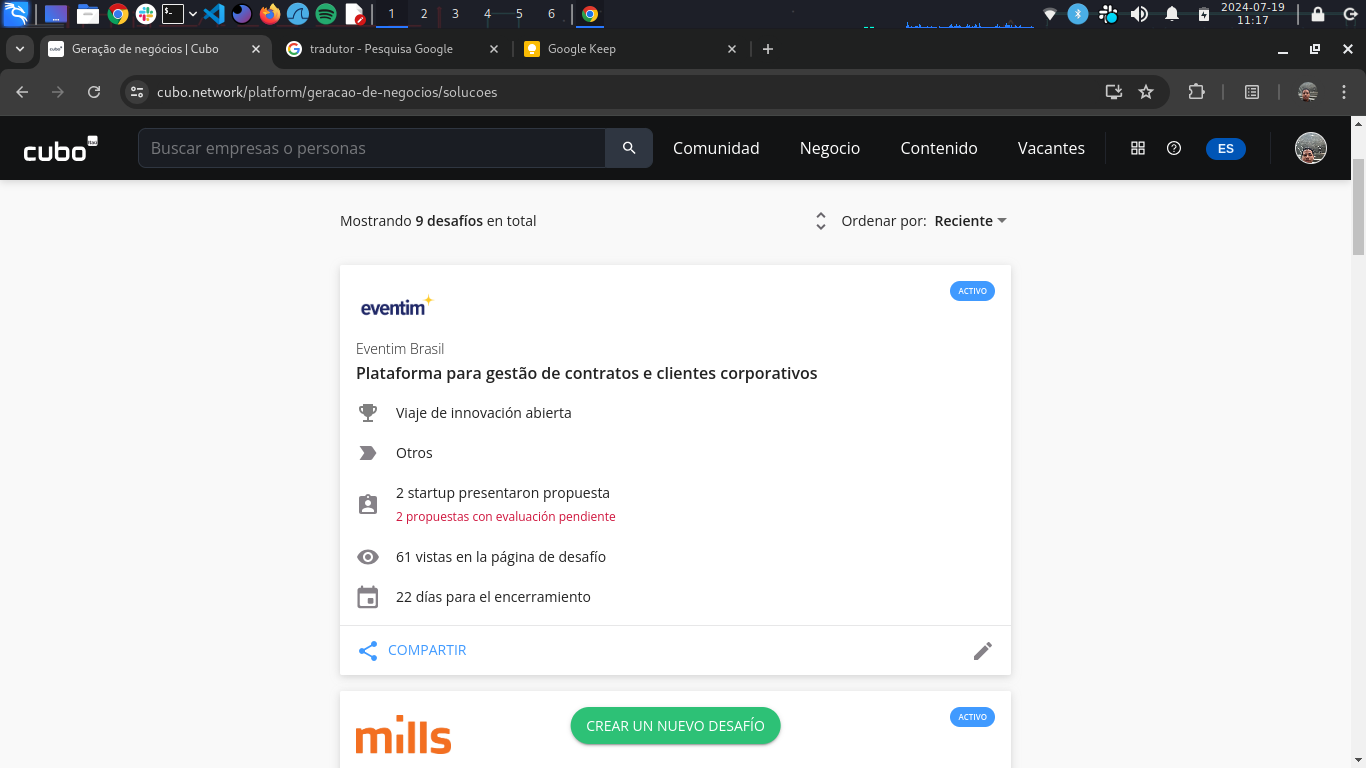 1 2 3 4 5 6
2024-07-19
11:17
Geração de negócios | Cubo
tradutor - Pesquisa Google
Google Keep
cubo.network/platform/geracao-de-negocios/solucoes
cubo
Buscar empresas o personas
Comunidad
Negocio
Contenido
Vacantes
ES
Mostrando 9 desafíos en total
Ordenar por: Reciente
ACTIVO
eventim
Eventim Brasil
Plataforma para gestão de contratos e clientes corporativos
Viaje de innovación abierta
Otros
2 startup presentaron propuesta
2 propuestas con evaluación pendiente
61 vistas en la página de desafío
22 días para el encerramiento
COMPARTIR
mills
CREAR UN NUEVO DESAFÍO
ACTIVO